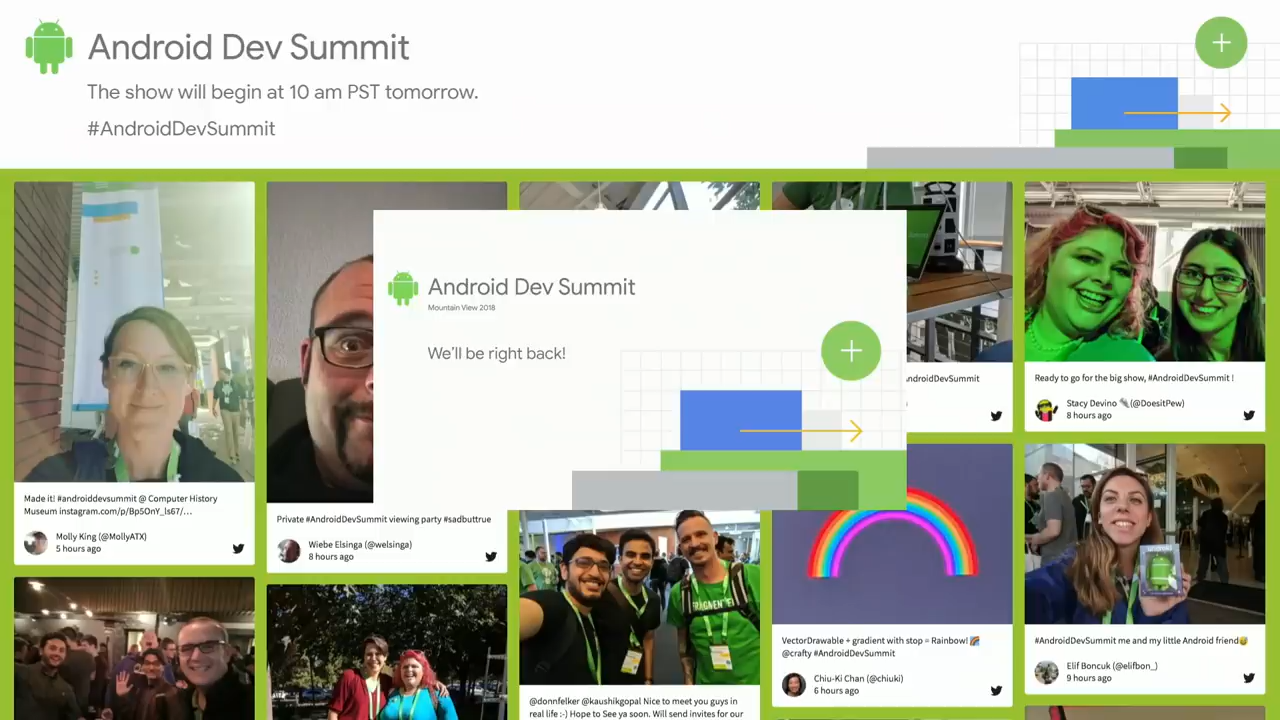 Android Dev Summit
The show will begin at 10 am PST tomorrow.
#AndroidDevSummit
Android Dev Summit
Mountain View 2018
We'll be right back!
Made it! #androiddevsummit @ Computer History
Museum instagram.com/p/Bp5OnY_ls67/…
Molly King (@MollyATX)
5 hours ago
Private #AndroidDevSummit viewing party #sadbuttrue
Wiebe Elsinga (@welsinga)
8 hours ago
FRAGMENTED
@donnfelker @kaushikgopal Nice to meet you guys in
real life :-) Hope to See ya soon. Will send invites for our
AndroidDevSummit
VectorDrawable + gradient with stop = Rainbow! 🌈
@crafty #AndroidDevSummit
Chiu-Ki Chan (@chiuki)
6 hours ago
Ready to go for the big show, #AndroidDevSummit !
Stacy Devino 🔌(@DoesitPew)
8 hours ago
#AndroidDevSummit me and my little Android friend😅
Elif Boncuk (@elifbon_)
9 hours ago